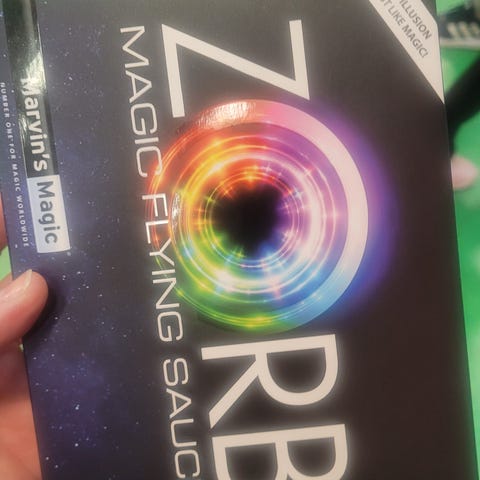 ILLUSION
LIKE MAGIC!
ZORB
MAGIC FLYING SAUC
Marvin's Magic
NUMBER ONE FOR MAGIC WORLDWIDE